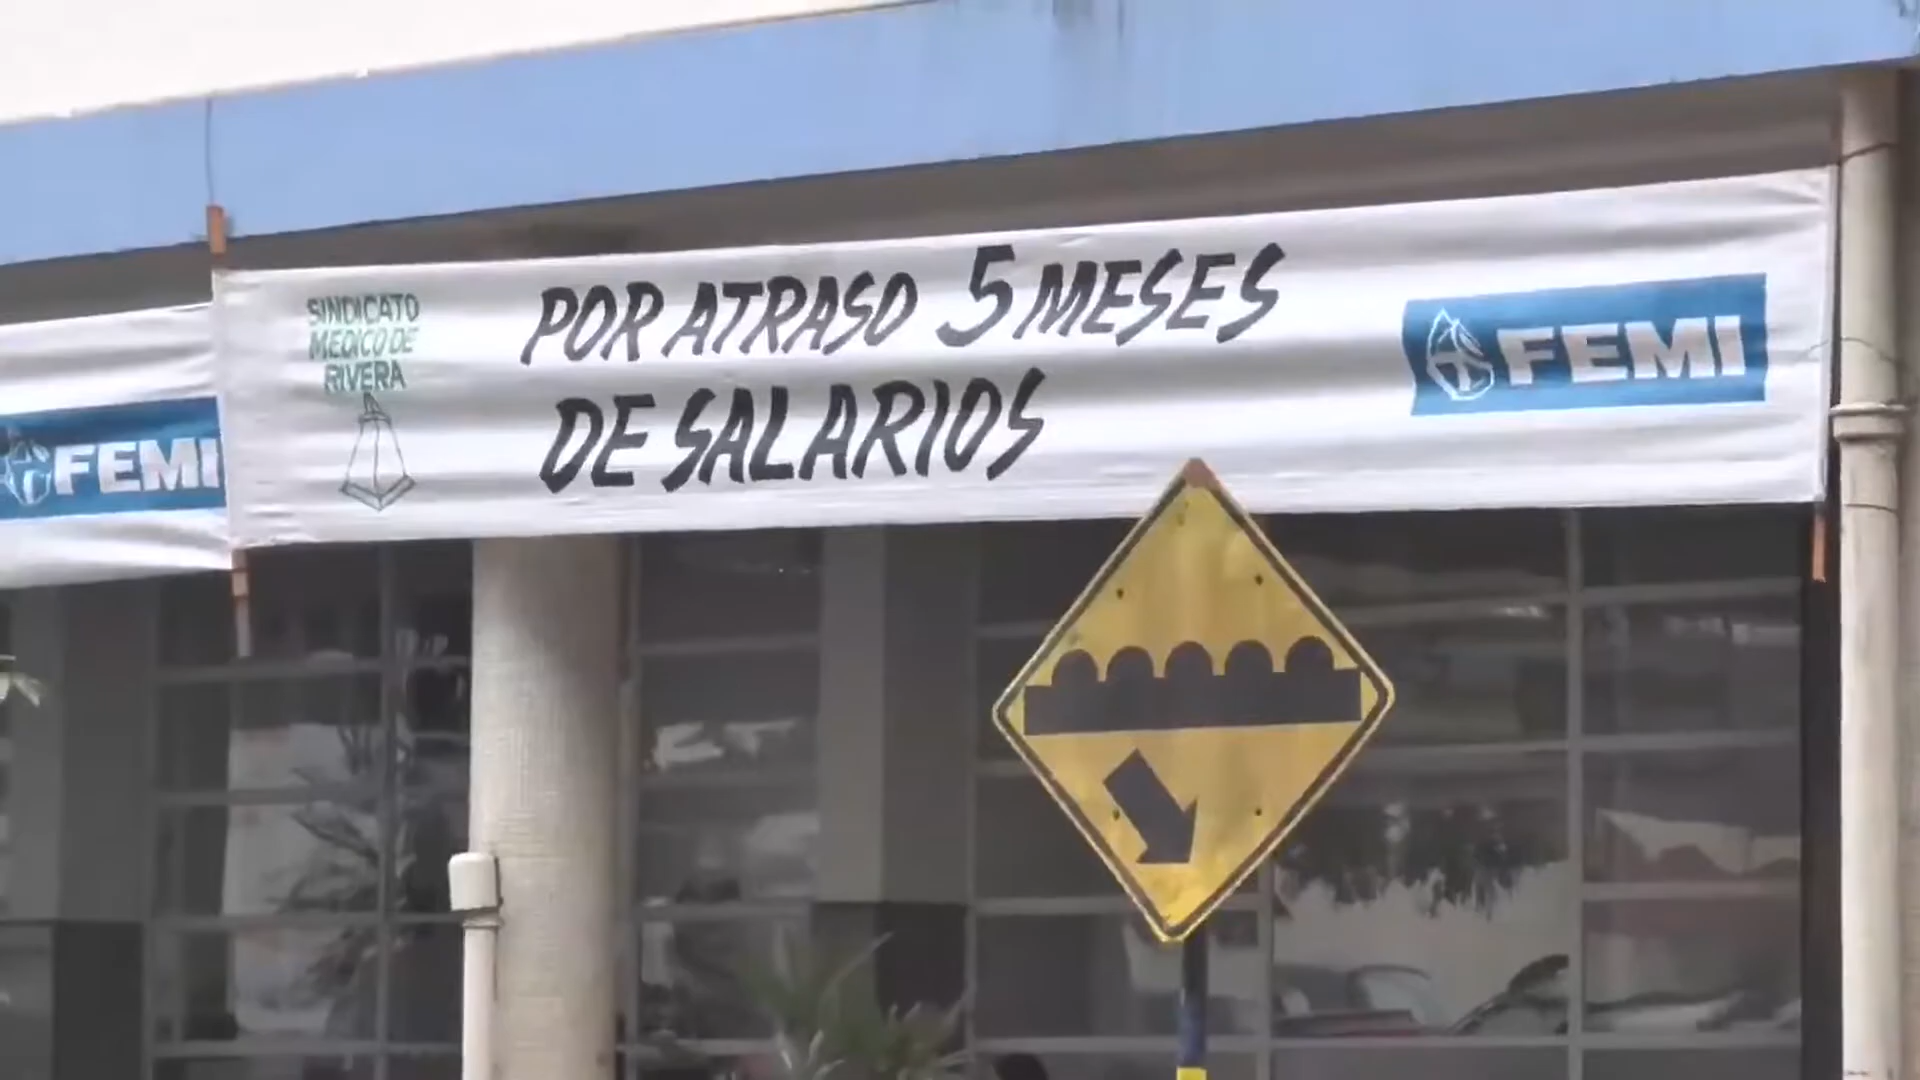 SINDICATO
MEDICO DE
RIVERA
POR ATRASO 5 MESES
DE SALARIOS
FEMI
FEMI